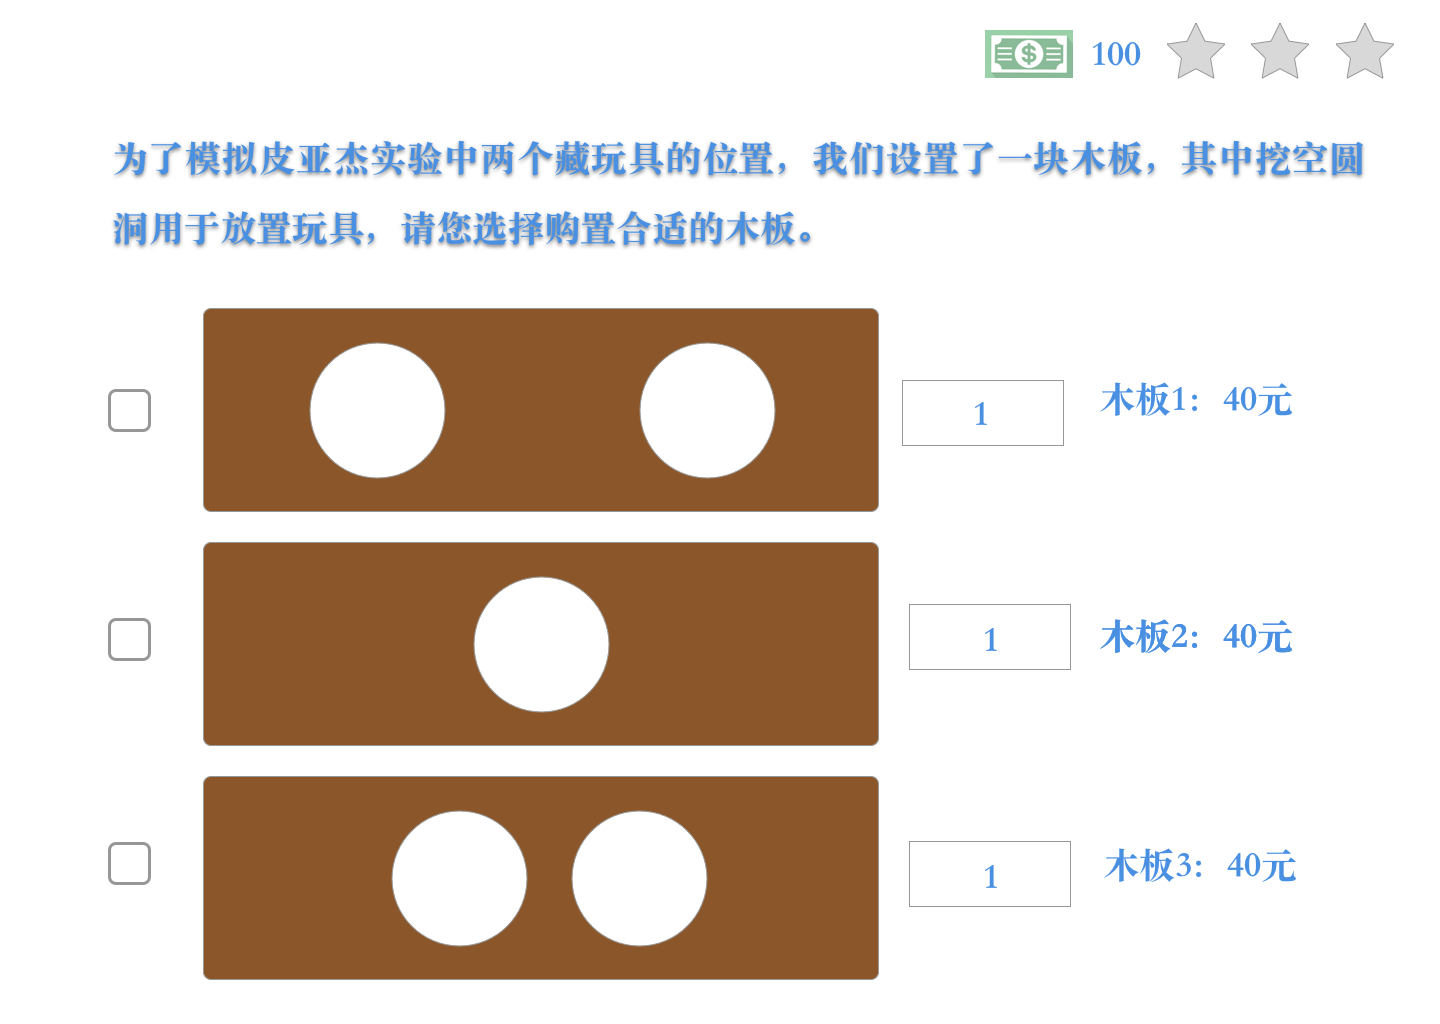 100
为了模拟皮亚杰实验中两个藏玩具的位置，我们设置了一块木板，其中挖空圆
洞用于放置玩具，请您选择购置合适的木板。
1 木板1：40元
1 木板2：40元
1 木板3：40元